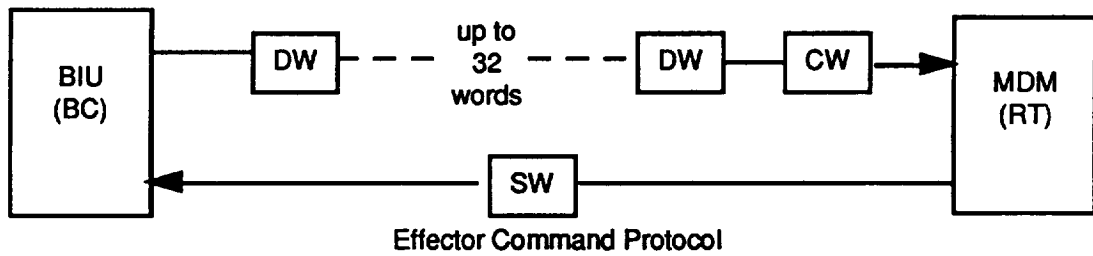 BIU
(BC)
DW
up to
32
words
DW
CW
MDM
(RT)
SW
Effector Command Protocol